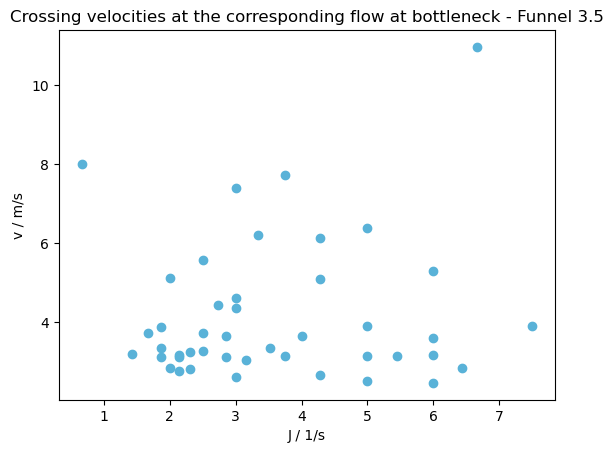 Crossing velocities at the corresponding flow at bottleneck - Funnel 3.5
10
8
6
4
v / m/s
1 2 3 4 5 6 7
J / 1/s